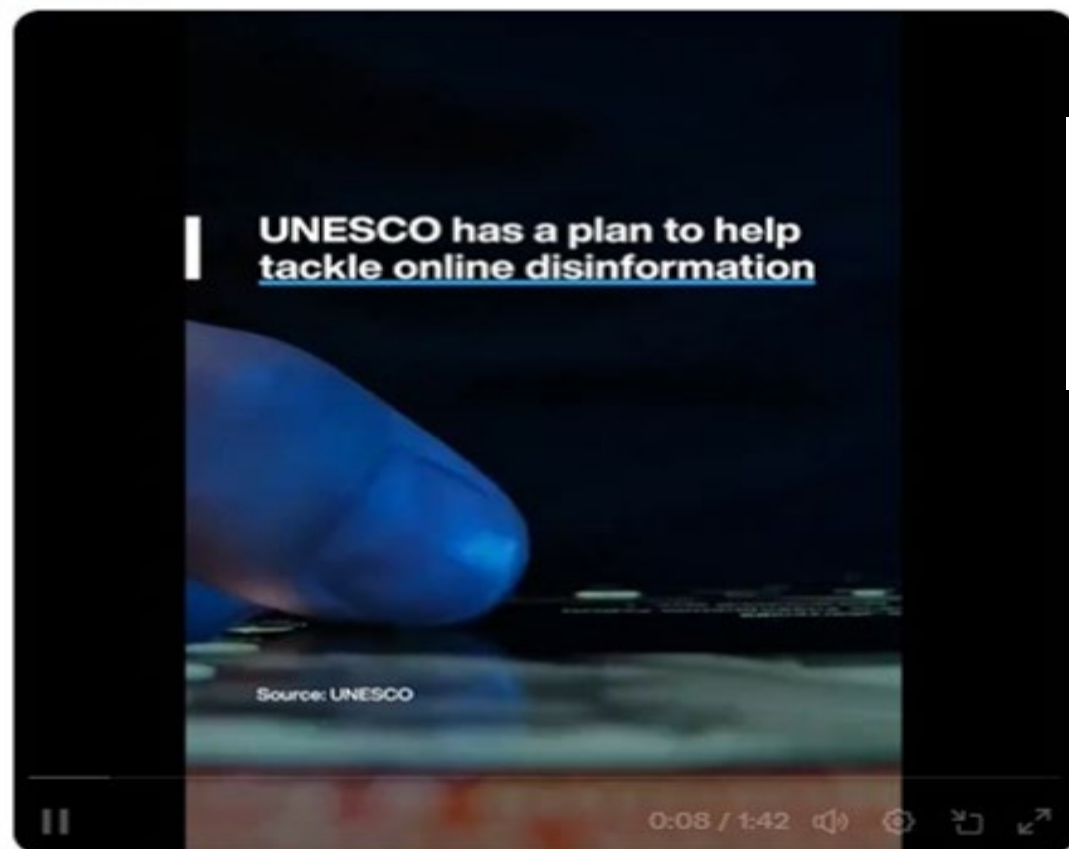 UNESCO has a plan to help
tackle online disinformation
Source: UNESCO
0:08 / 1:42